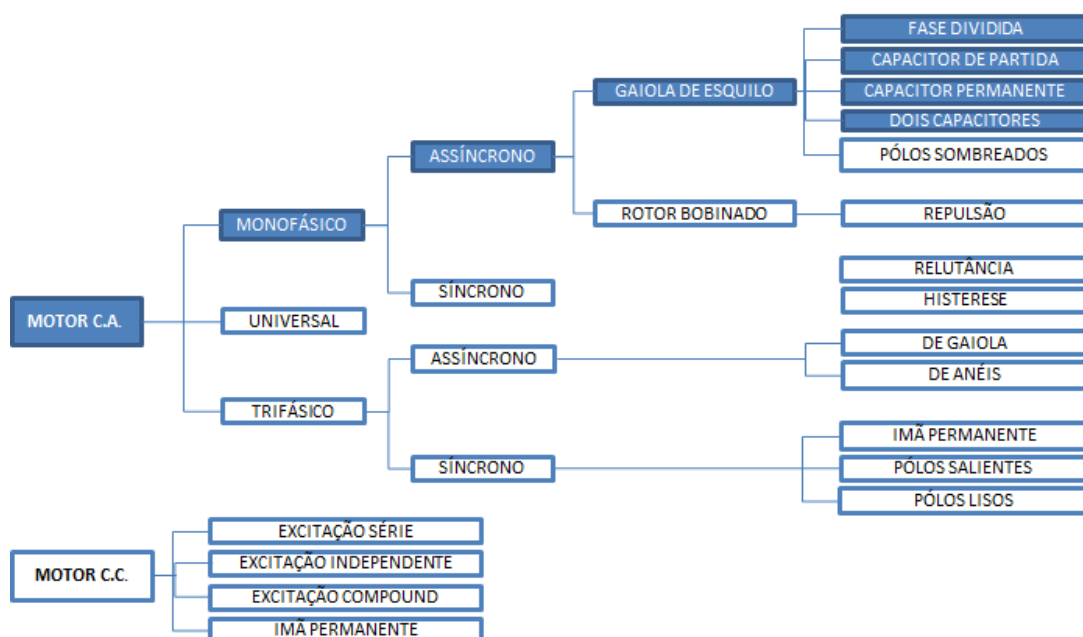 MOTOR C.A.
MONOFÁSICO
ASSÍNCRONO
GAIOLA DE ESQUILO
FASE DIVIDIDA
CAPACITOR DE PARTIDA
CAPACITOR PERMANENTE
DOIS CAPACITORES
PÓLOS SOMBREADOS
ROTOR BOBINADO
REPULSÃO
SÍNCRONO
RELUTÂNCIA
HISTERESE
UNIVERSAL
TRIFÁSICO
ASSÍNCRONO
DE GAIOLA
DE ANÉIS
SÍNCRONO
IMÃ PERMANENTE
PÓLOS SALIENTES
PÓLOS LISOS
MOTOR C.C.
EXCITAÇÃO SÉRIE
EXCITAÇÃO INDEPENDENTE
EXCITAÇÃO COMPOUND
IMÃ PERMANENTE